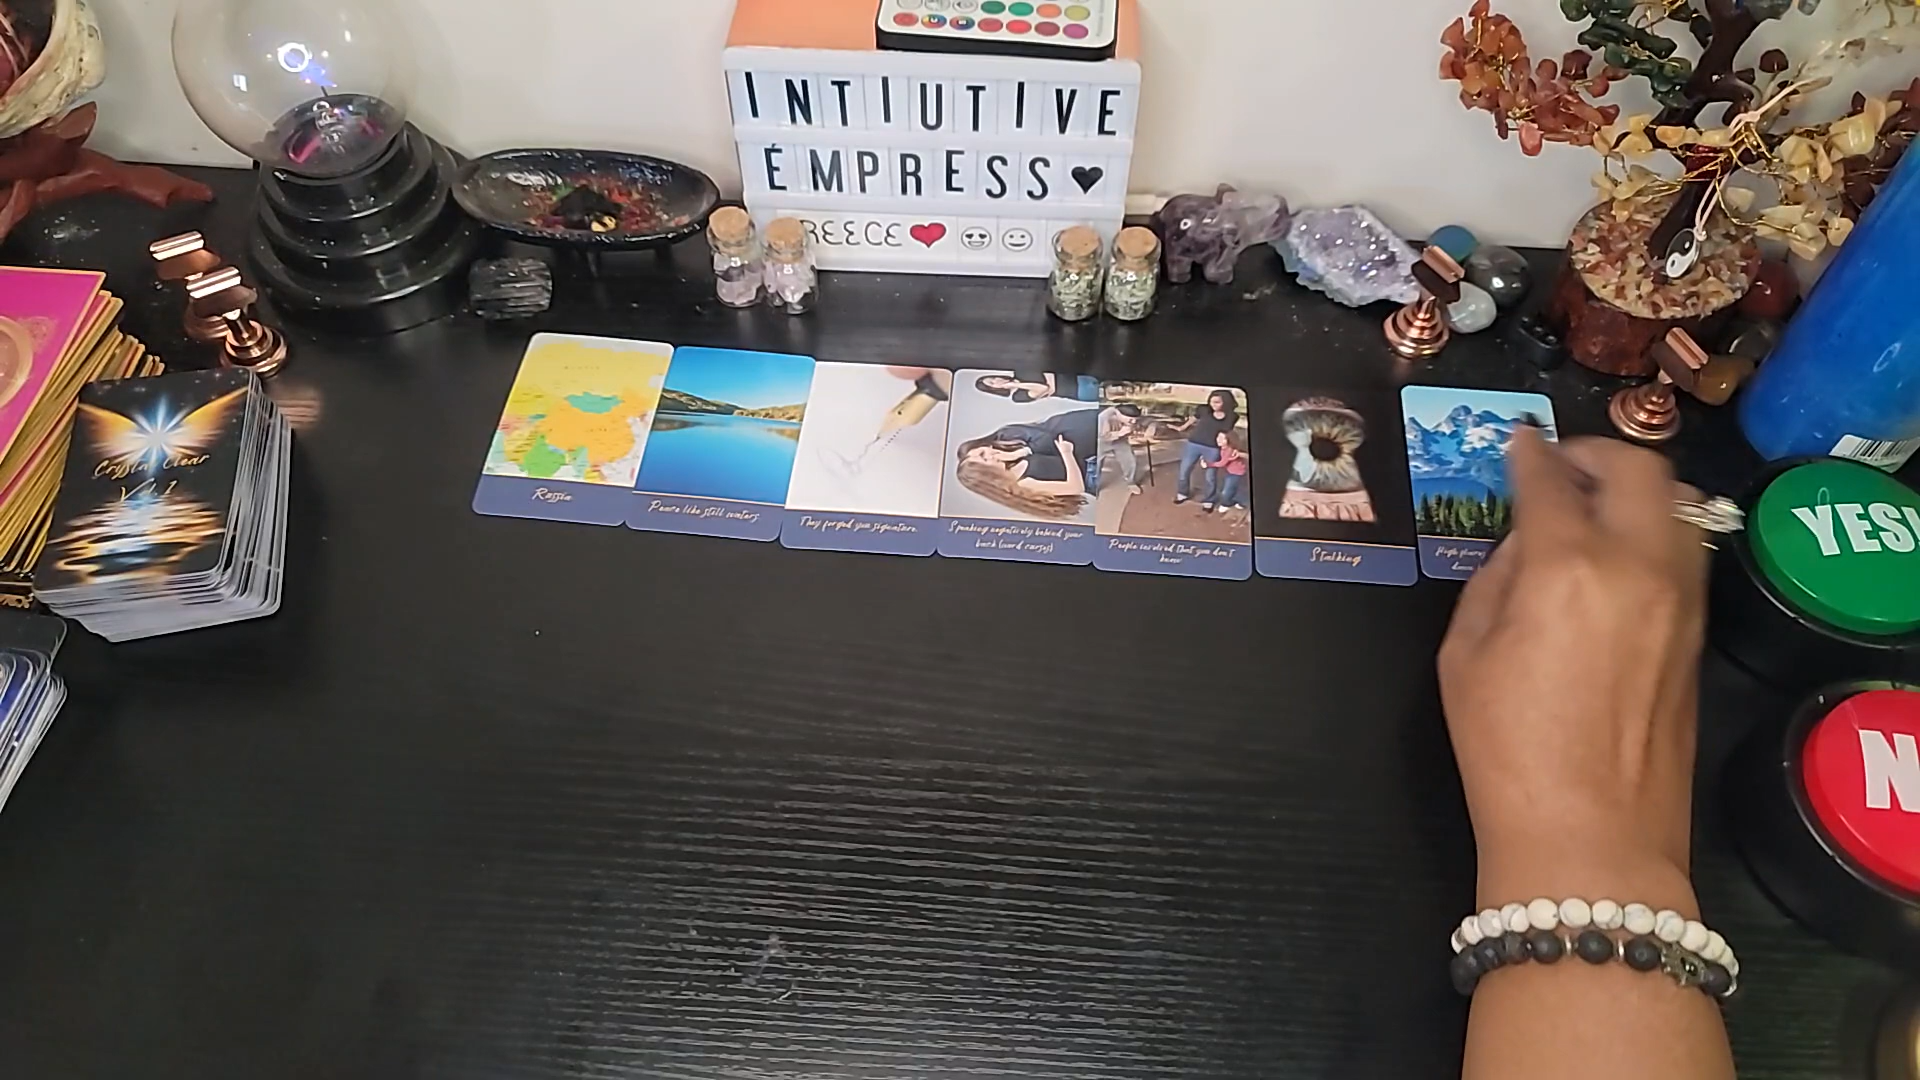 INTIUTIVE
ÉMPRESS♥
REECE
Crystal Clear
Vol 1
Russia
Peace like still waters.
They forged your signature.
Speaking negatively behind your
back (word curses)
People involved that you don't
know
Stalking
YES!
N